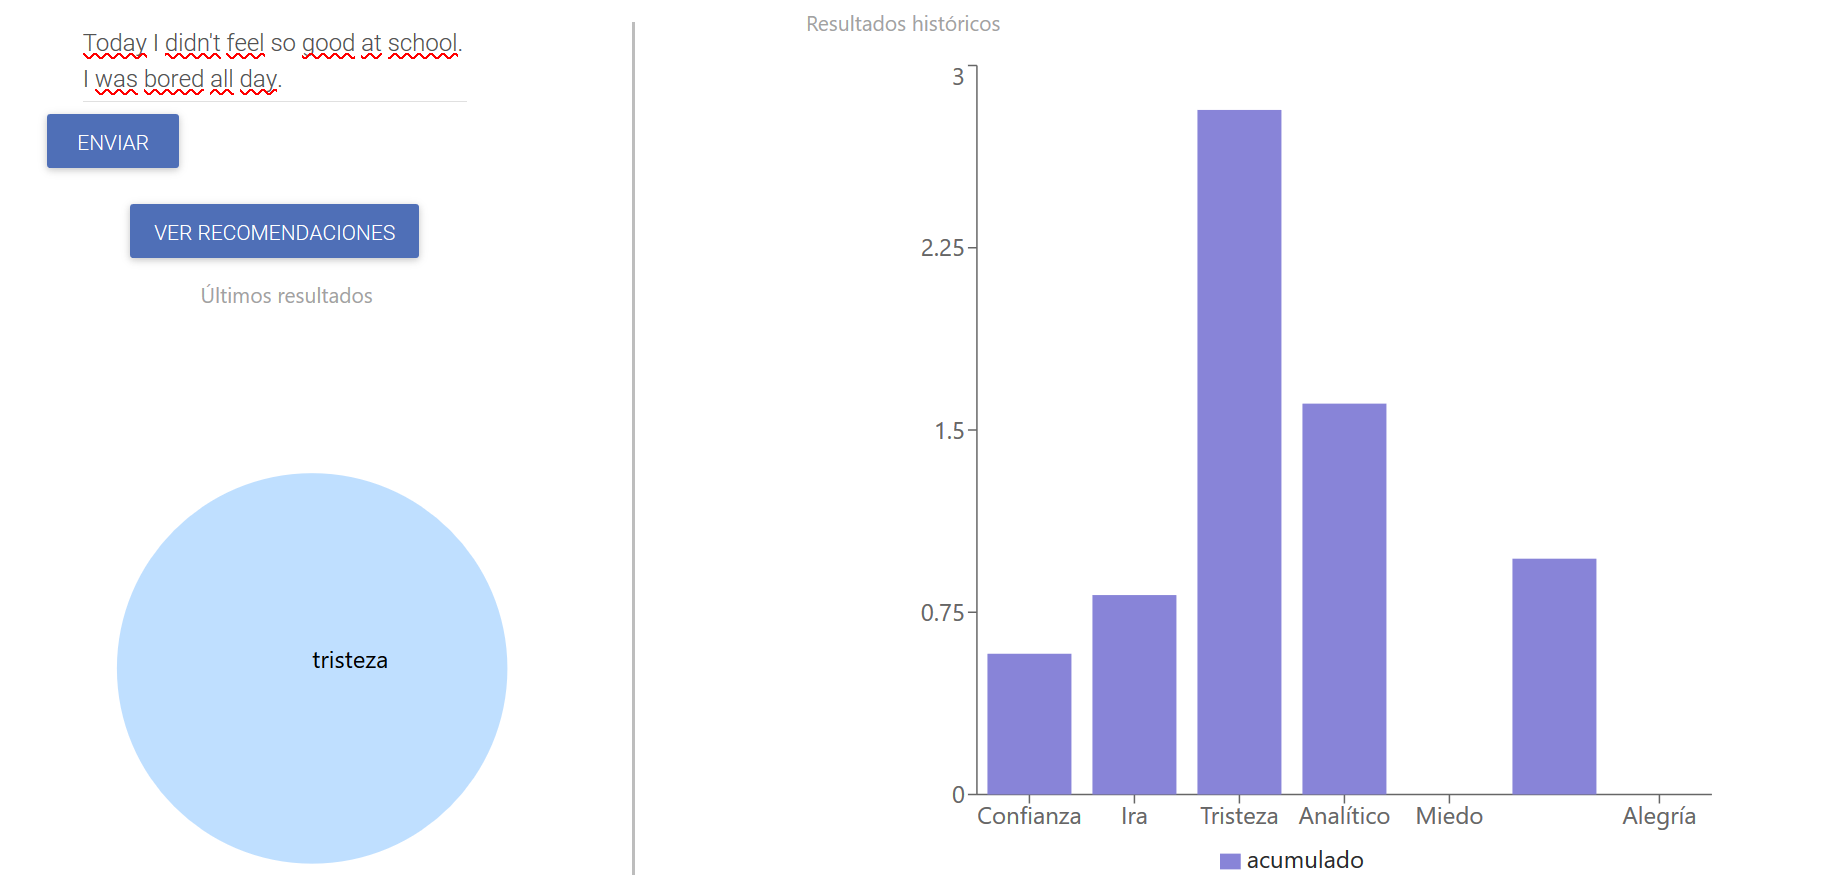 Today I didn't feel so good at school.
I was bored all day.
ENVIAR
VER RECOMENDACIONES
Últimos resultados
tristeza
Resultados históricos
3
2.25
1.5
0.75
0
Confianza Ira Tristeza Analítico Miedo Alegría
acumulado